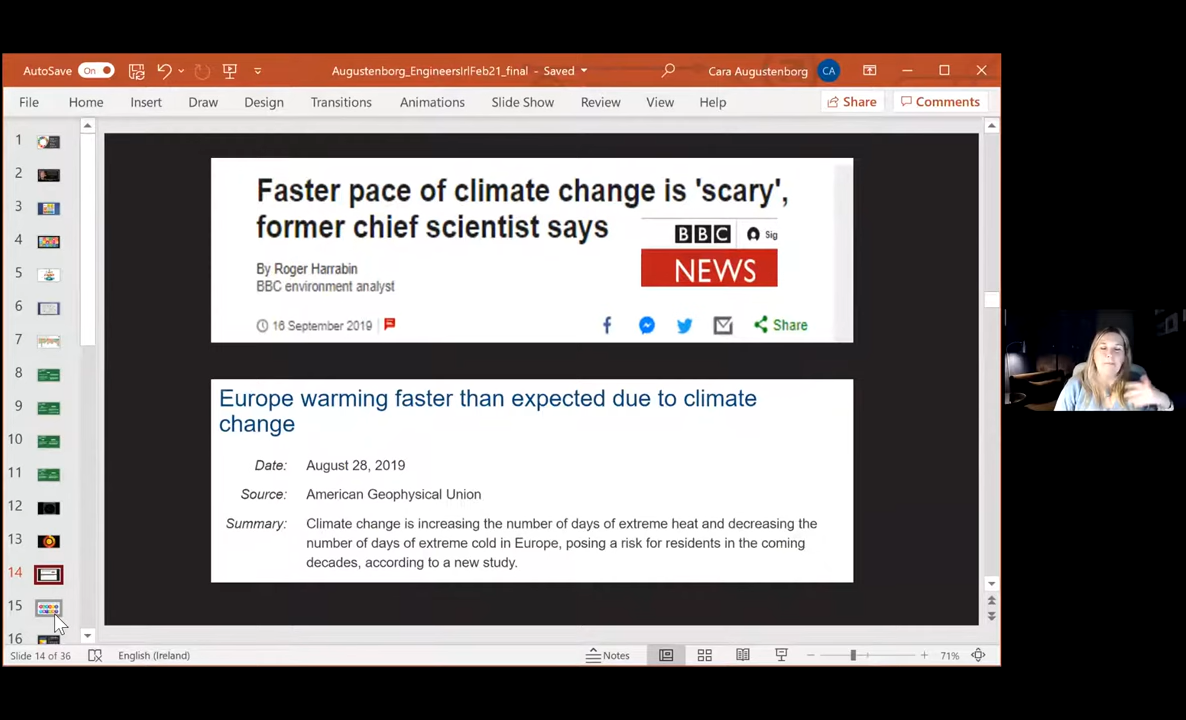 AutoSave On Augustenborg_EngineersIrlFeb21_final - Saved Cara Augustenborg CA
File Home Insert Draw Design Transitions Animations Slide Show Review View Help Share Comments
1
2
3
4
5
6
7
8
9
10
11
12
13
14
15
16
Faster pace of climate change is 'scary',
former chief scientist says
BBC Sig
NEWS
By Roger Harrabin
BBC environment analyst
16 September 2019
Share
Europe warming faster than expected due to climate
change
Date: August 28, 2019
Source: American Geophysical Union
Summary: Climate change is increasing the number of days of extreme heat and decreasing the
number of days of extreme cold in Europe, posing a risk for residents in the coming
decades, according to a new study.
Slide 14 of 36 English (Ireland) Notes 71%